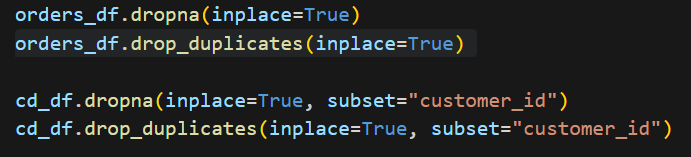 orders_df.dropna(inplace=True)
orders_df.drop_duplicates(inplace=True)
cd_df.dropna(inplace=True, subset="customer_id")
cd_df.drop_duplicates(inplace=True, subset="customer_id")